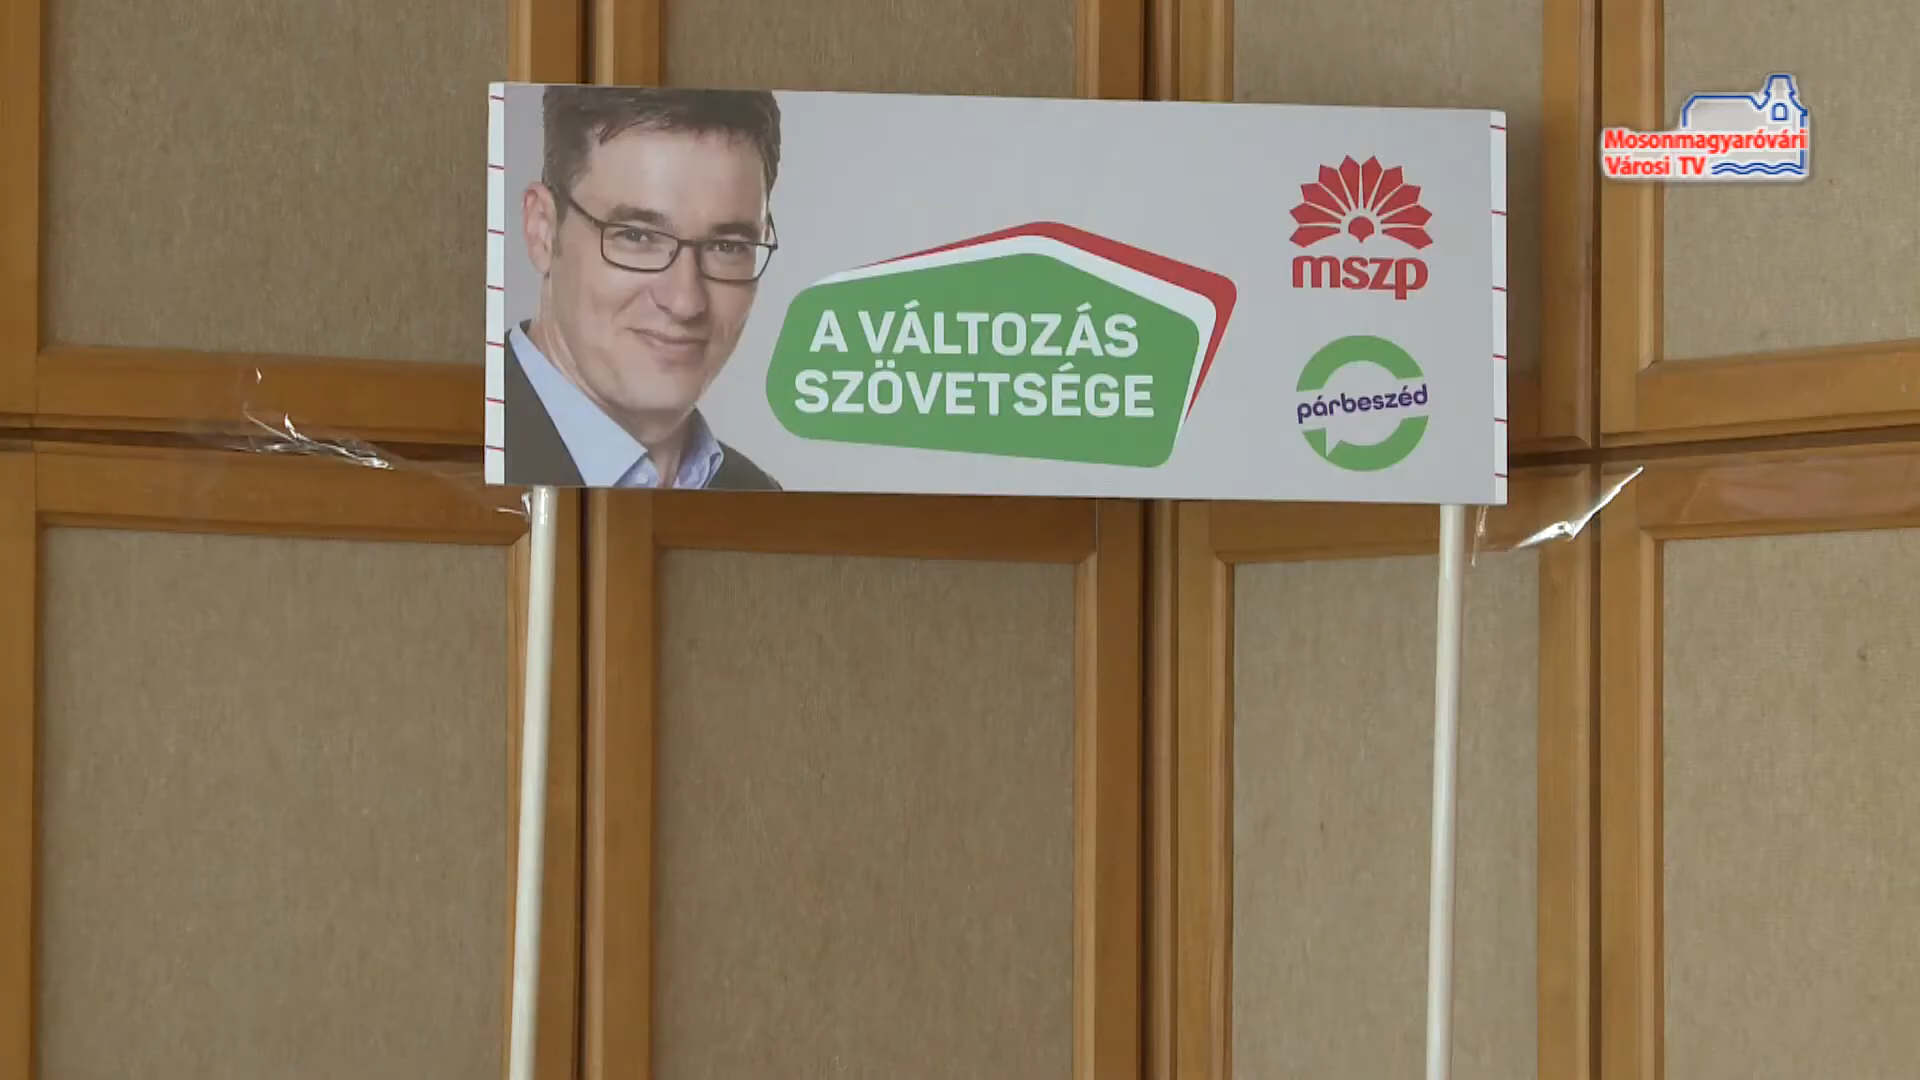 Mosonmagyaróvári
Városi TV
A VÁLTOZÁS
SZÖVETSÉGE
mszp
párbeszéd